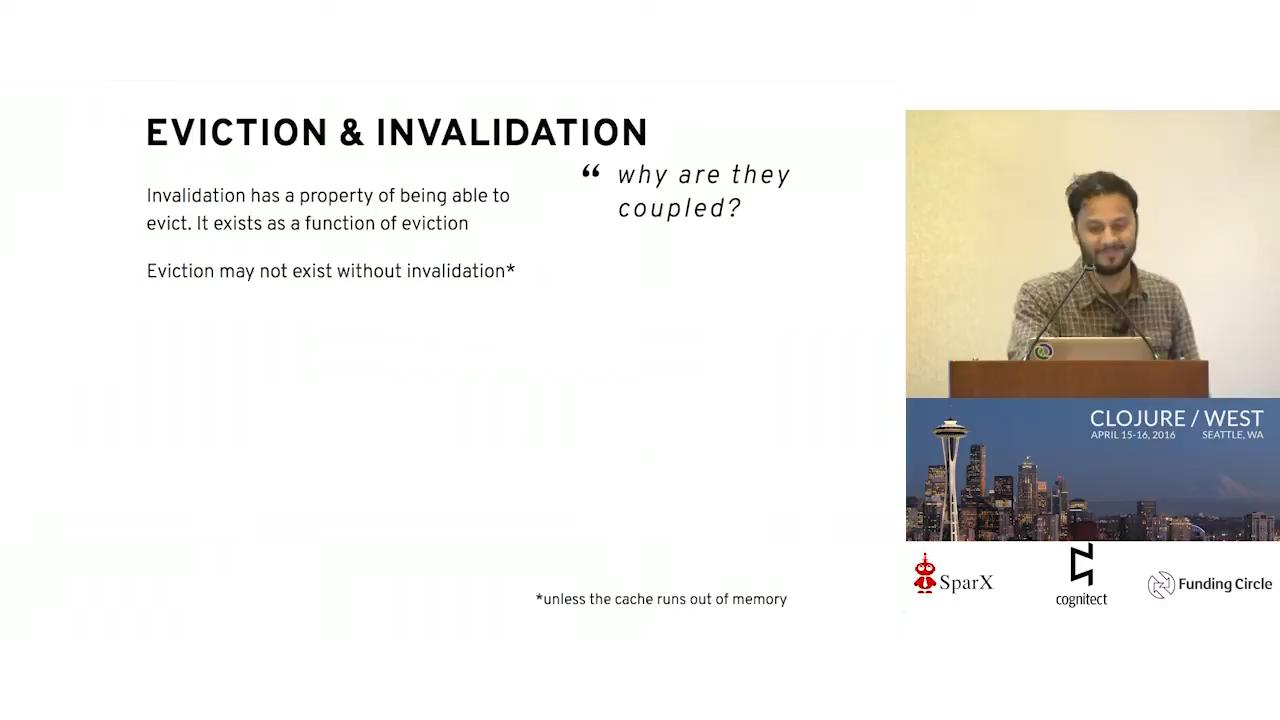 EVICTION & INVALIDATION
“ why are they
coupled?
Invalidation has a property of being able to
evict. It exists as a function of eviction
Eviction may not exist without invalidation*
*unless the cache runs out of memory
CLOJURE / WEST
APRIL 15-16, 2016 SEATTLE, WA
SparX
cognitect
Funding Circle